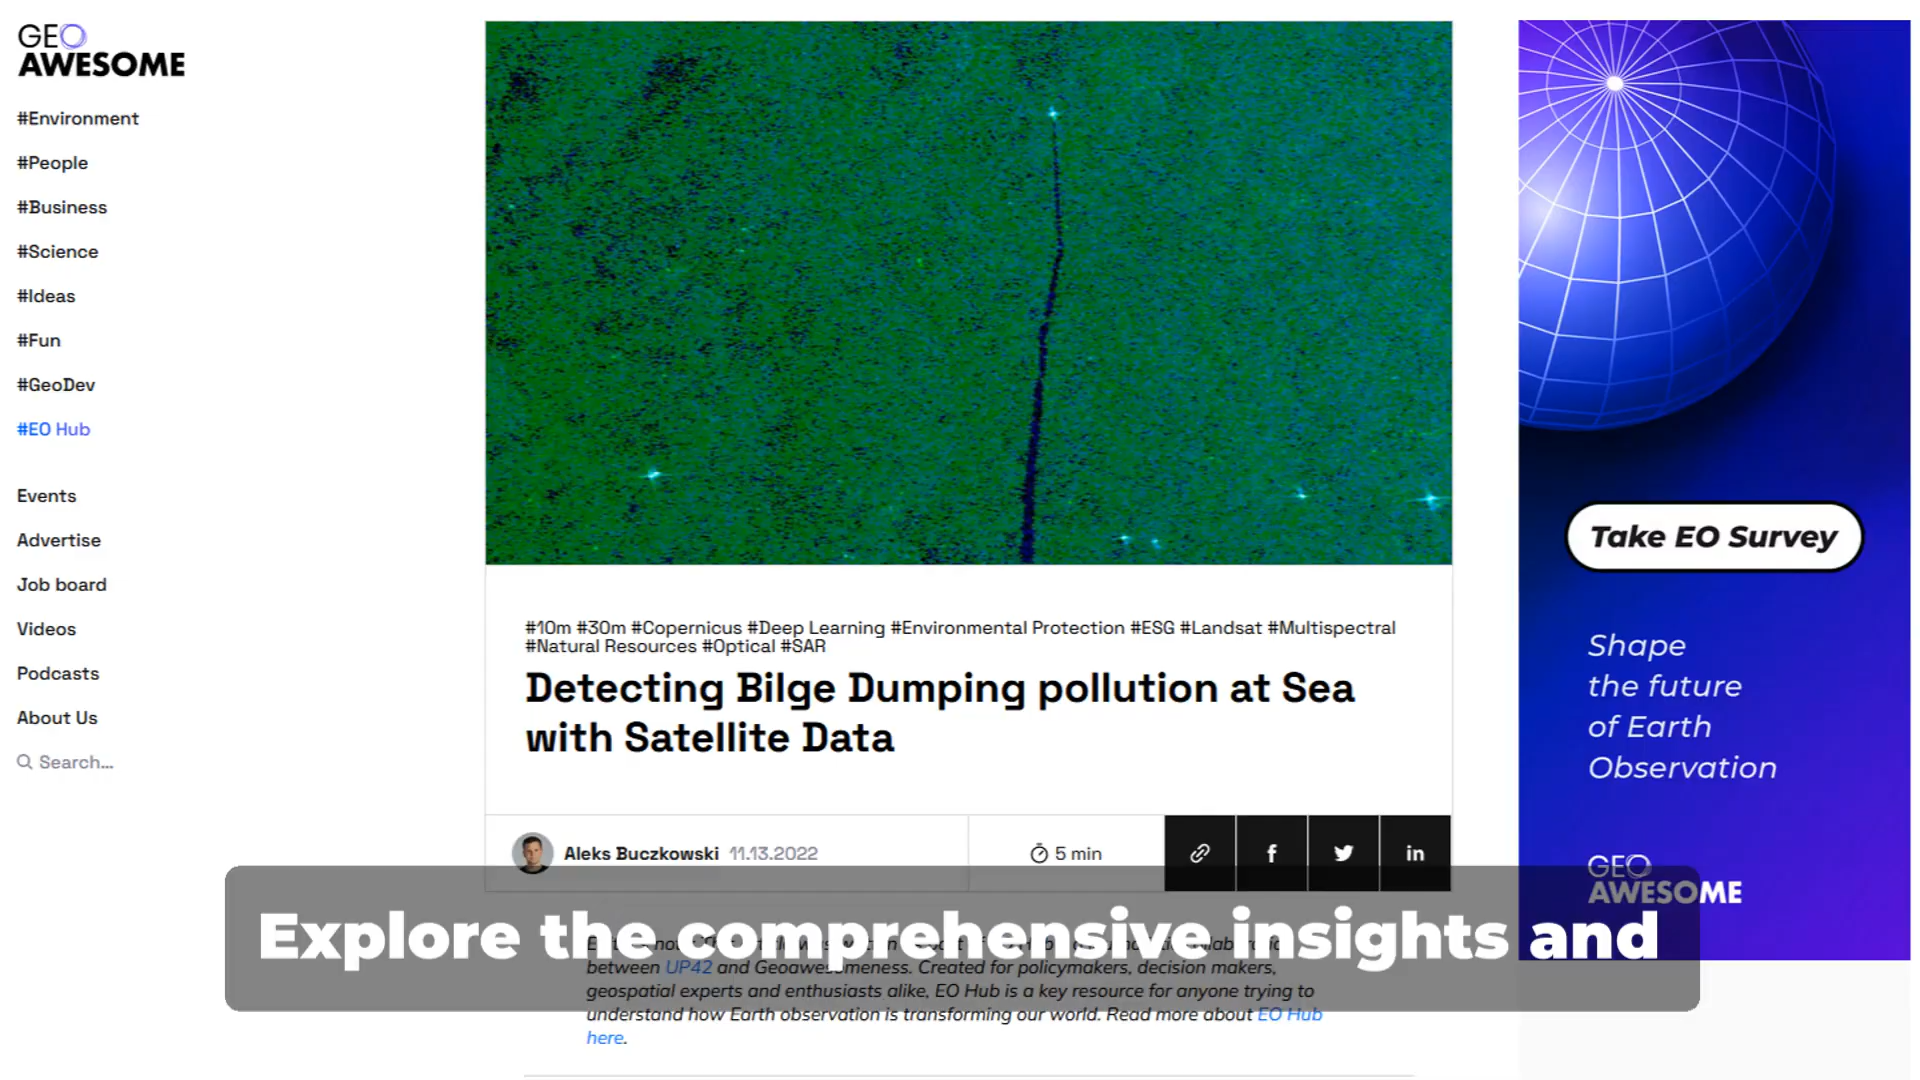 GEO
AWESOME
#Environment
#People
#Business
#Science
#Ideas
#Fun
#GeoDev
#EO Hub
Events
Advertise
Job board
Videos
Podcasts
About Us
Search...
#10m #30m #Copernicus #Deep Learning #Environmental Protection #ESG #Landsat #Multispectral
#Natural Resources #Optical #SAR
Detecting Bilge Dumping pollution at Sea
with Satellite Data
Aleks Buczkowski 11.13.2022
5 min
f
in
Explore the comprehensive insights and
between UP42 and Geoawesomeness. Created for policymakers, decision makers,
geospatial experts and enthusiasts alike, EO Hub is a key resource for anyone trying to
understand how Earth observation is transforming our world. Read more about EO Hub
here.
Take EO Survey
Shape
the future
of Earth
Observation
GEO
AWESOME